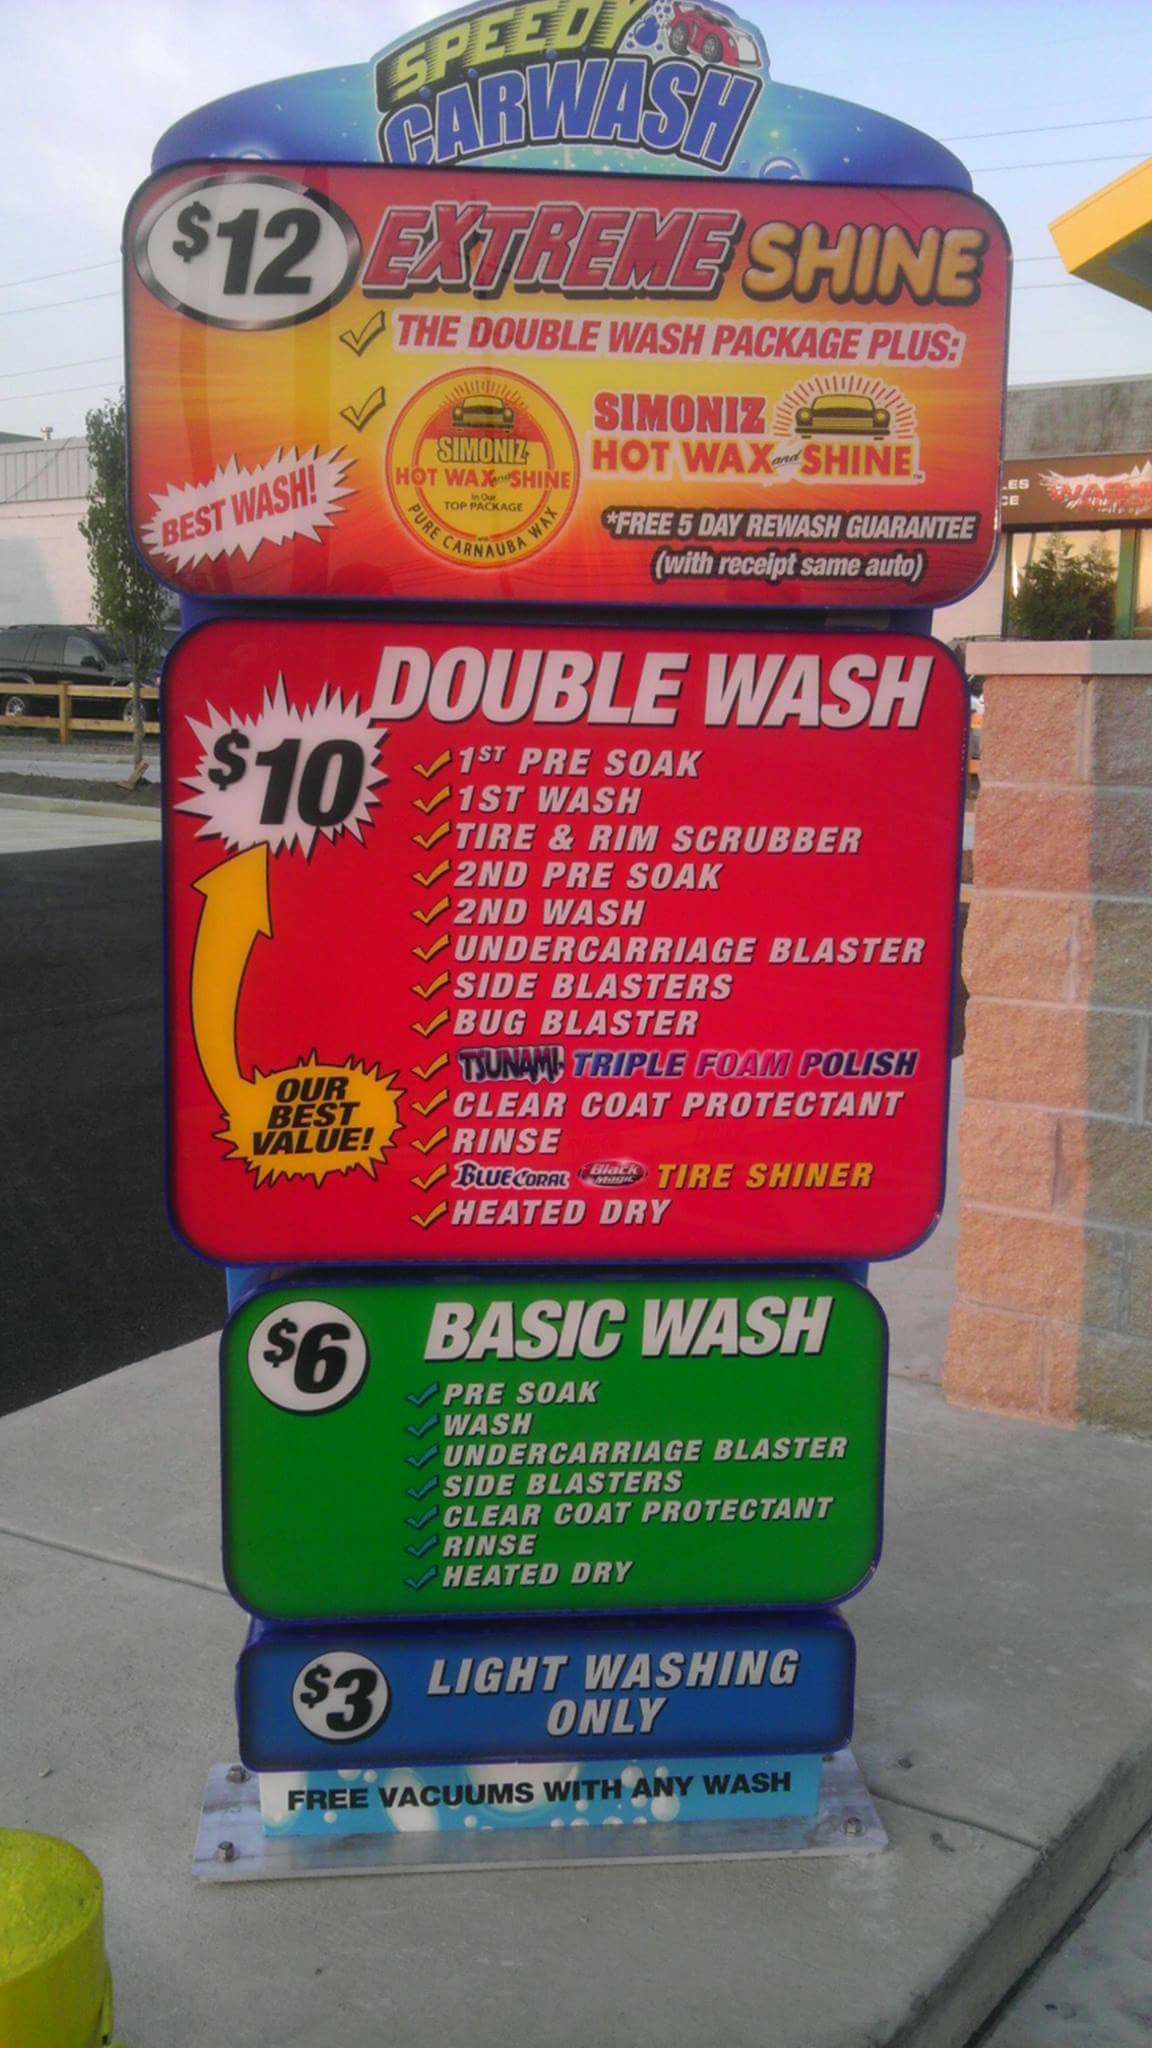 SPEEDY
CARWASH
$12 EXTREME SHINE
THE DOUBLE WASH PACKAGE PLUS:
SIMONIZ
HOT WAX and SHINE
In Our
TOP PACKAGE
with
PURE CARNAUBA WAX
SIMONIZ
HOT WAX and SHINE™
BEST WASH!
*FREE 5 DAY REWASH GUARANTEE
(with receipt same auto)
DOUBLE WASH
$10
1ST PRE SOAK
1ST WASH
TIRE & RIM SCRUBBER
2ND PRE SOAK
2ND WASH
UNDERCARRIAGE BLASTER
SIDE BLASTERS
BUG BLASTER
TSUNAMI TRIPLE FOAM POLISH
CLEAR COAT PROTECTANT
RINSE
BLUE CORAL Black Magic TIRE SHINER
HEATED DRY
OUR
BEST
VALUE!
$6 BASIC WASH
PRE SOAK
WASH
UNDERCARRIAGE BLASTER
SIDE BLASTERS
CLEAR COAT PROTECTANT
RINSE
HEATED DRY
$3 LIGHT WASHING
ONLY
FREE VACUUMS WITH ANY WASH